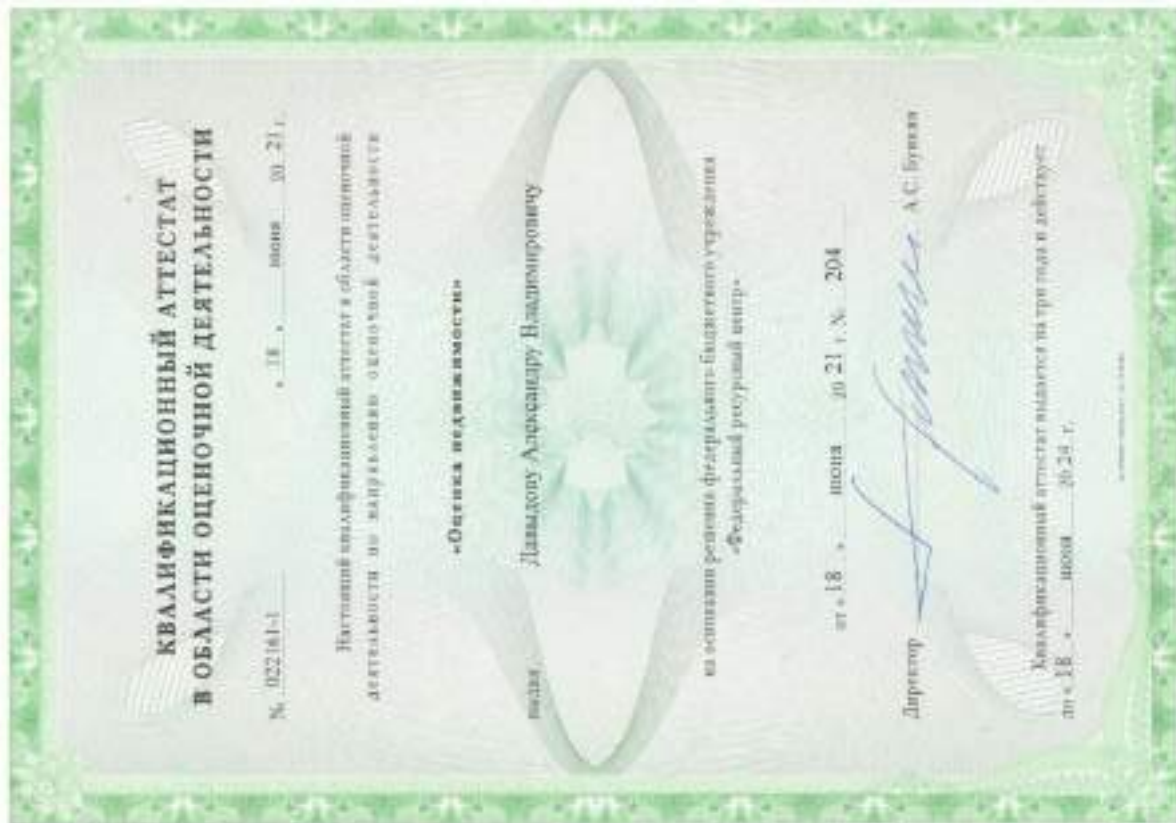 КВАЛИФИКАЦИОННЫЙ АТТЕСТАТ
В ОБЛАСТИ ОЦЕНОЧНОЙ ДЕЯТЕЛЬНОСТИ
№ 022161-1 « 18 » июня 20 21 г.
Настоящий квалификационный аттестат в области оценочной
деятельности по направлению оценочной деятельности
«Оценка недвижимости»
выдан Давыдову Александру Владимировичу
на основании решения федерального бюджетного учреждения
«Федеральный ресурсный центр»
от « 18 » июня 20 21 г. № 204
Директор А.С. Бункин
Квалификационный аттестат выдается на три года и действует
до « 18 » июня 20 24 г.